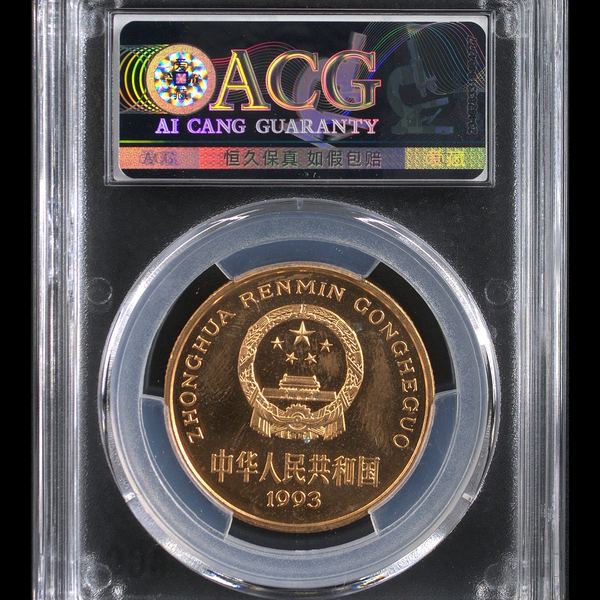 ACG
AI CANG GUARANTY
ACG 恒久保真 如假包赔 ACG
ZHONGHUA RENMIN GONGHEGUO
中华人民共和国
1993